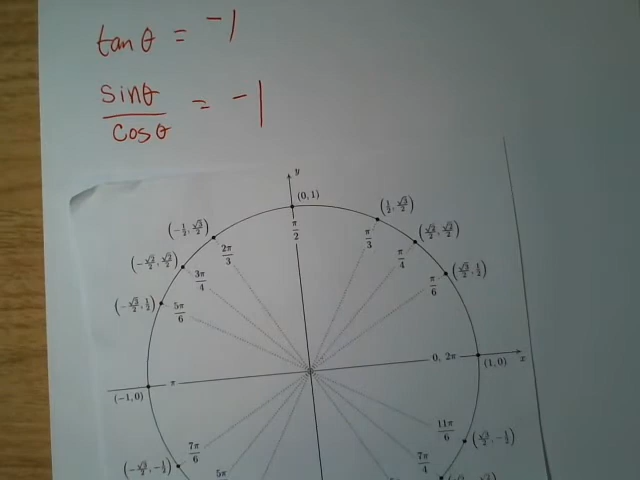 tan θ = -1
sinθ/cosθ = -1
y
(0, 1)
(1/2, √3/2)
(-1/2, √3/2)
π/2
π/3
(√2/2, √2/2)
2π/3
π/4
(-√2/2, √2/2)
(√3/2, 1/2)
3π/4
π/6
(-√3/2, 1/2)
5π/6
0, 2π
x
(1, 0)
π
(-1, 0)
11π/6
(√3/2, -1/2)
7π/6
7π/4
(-√3/2, -1/2)
5π